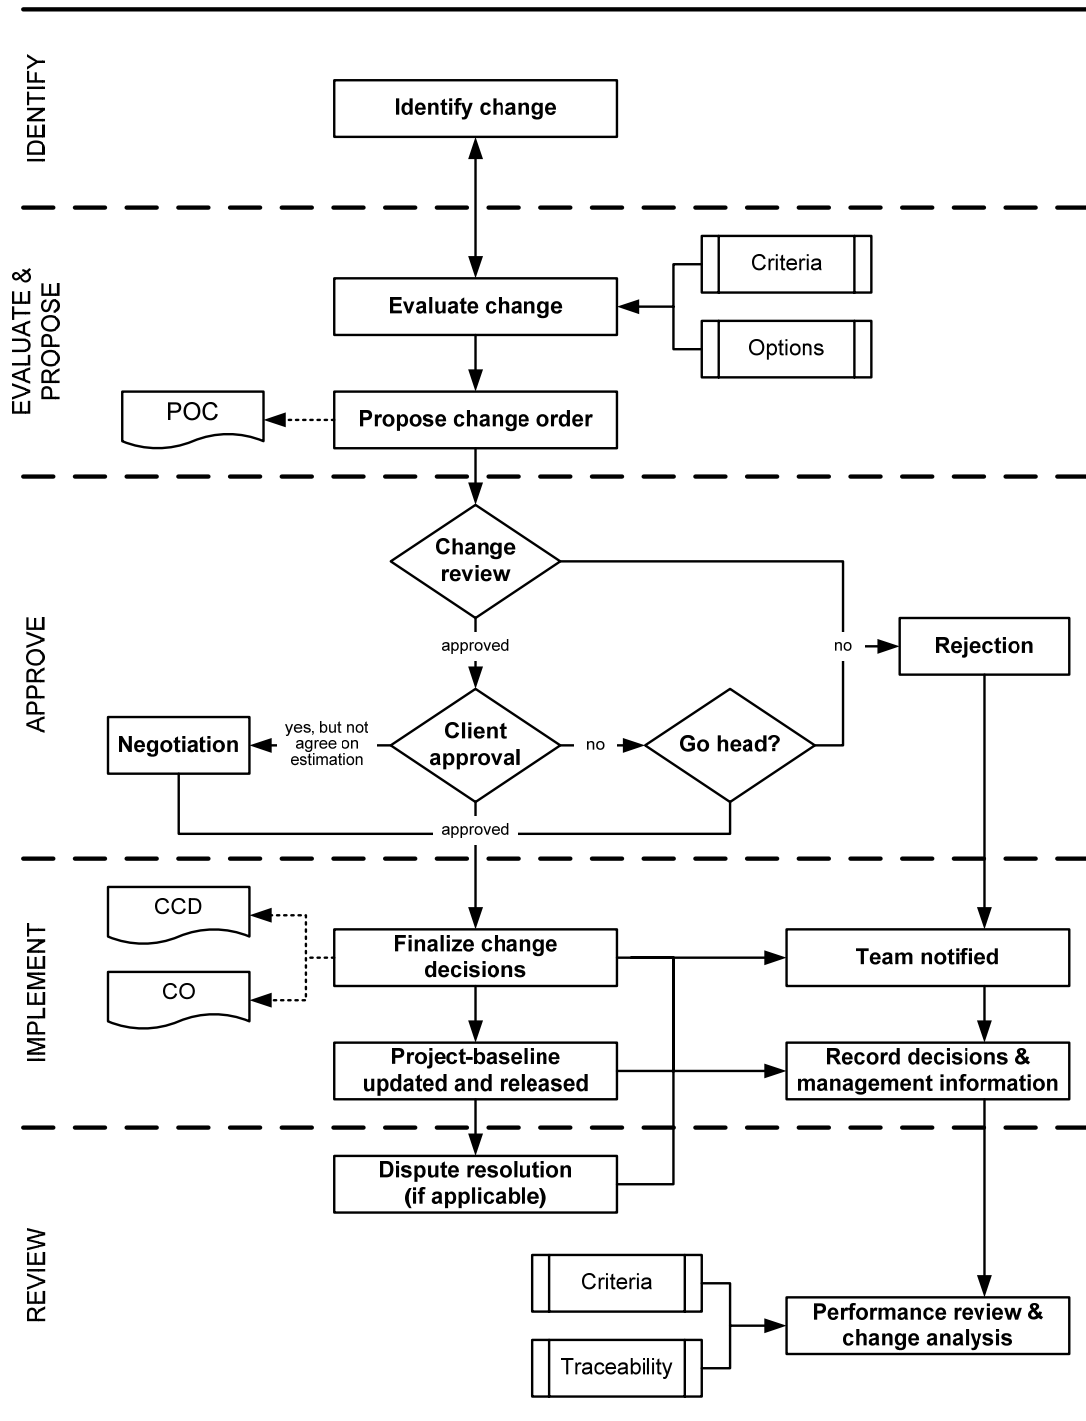 IDENTIFY
Identify change
EVALUATE &
PROPOSE
Criteria
Evaluate change
Options
POC
Propose change order
APPROVE
Change
review
approved
no
Rejection
Negotiation
yes, but not
agree on
estimation
Client
approval
no
Go head?
approved
IMPLEMENT
CCD
CO
Finalize change
decisions
Team notified
Project-baseline
updated and released
Record decisions &
management information
REVIEW
Dispute resolution
(if applicable)
Criteria
Traceability
Performance review &
change analysis